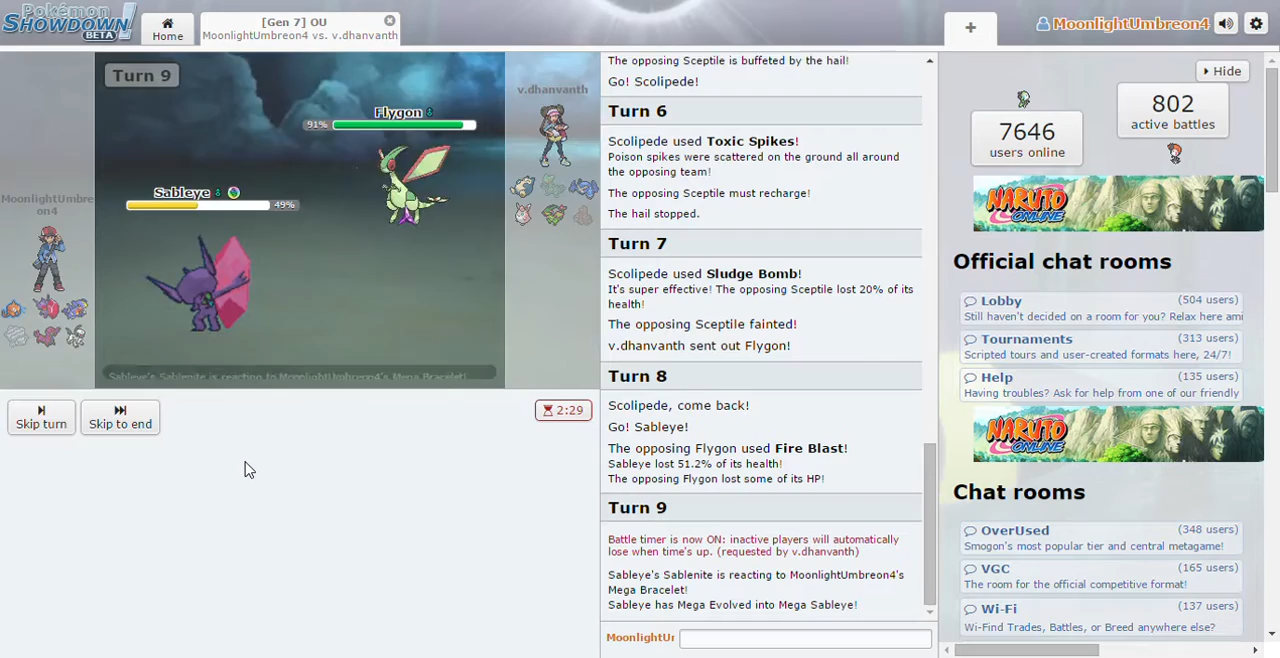 Pokémon
SHOWDOWN!
BETA
Home
[Gen 7] OU
MoonlightUmbreon4 vs. v.dhanvanth
+
MoonlightUmbreon4
Turn 9
Flygon
91%
Sableye
49%
Sableye's Sablenite is reacting to MoonlightUmbreon4's Mega Bracelet!
MoonlightUmbre
on4
v.dhanvanth
Skip turn
Skip to end
2:29
The opposing Sceptile is buffeted by the hail!
Go! Scolipede!
Turn 6
Scolipede used Toxic Spikes!
Poison spikes were scattered on the ground all around
the opposing team!
The opposing Sceptile must recharge!
The hail stopped.
Turn 7
Scolipede used Sludge Bomb!
It's super effective! The opposing Sceptile lost 20% of its
health!
The opposing Sceptile fainted!
v.dhanvanth sent out Flygon!
Turn 8
Scolipede, come back!
Go! Sableye!
The opposing Flygon used Fire Blast!
Sableye lost 51.2% of its health!
The opposing Flygon lost some of its HP!
Turn 9
Battle timer is now ON: inactive players will automatically
lose when time's up. (requested by v.dhanvanth)
Sableye's Sablenite is reacting to MoonlightUmbreon4's
Mega Bracelet!
Sableye has Mega Evolved into Mega Sableye!
MoonlightUr
Hide
7646
users online
802
active battles
NARUTO
ONLINE
Official chat rooms
Lobby (504 users)
Still haven't decided on a room for you? Relax here ami
Tournaments (313 users)
Scripted tours and user-created formats here, 24/7!
Help (135 users)
Having troubles? Ask for help from one of our friendly
NARUTO
ONLINE
Chat rooms
OverUsed (348 users)
Smogon's most popular tier and central metagame!
VGC (165 users)
The room for the official competitive format!
Wi-Fi (137 users)
Wi-Find Trades, Battles, or Breed anywhere else?